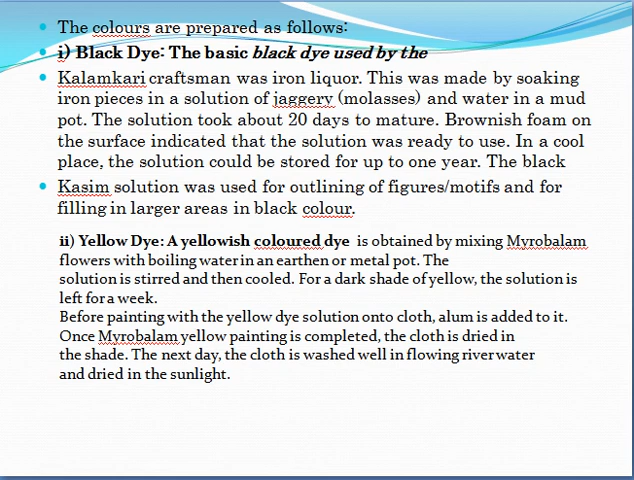 The colours are prepared as follows:
i) Black Dye: The basic black dye used by the
Kalamkari craftsman was iron liquor. This was made by soaking
iron pieces in a solution of jaggery (molasses) and water in a mud
pot. The solution took about 20 days to mature. Brownish foam on
the surface indicated that the solution was ready to use. In a cool
place, the solution could be stored for up to one year. The black
Kasim solution was used for outlining of figures/motifs and for
filling in larger areas in black colour.
ii) Yellow Dye: A yellowish coloured dye is obtained by mixing Myrobalam
flowers with boiling water in an earthen or metal pot. The
solution is stirred and then cooled. For a dark shade of yellow, the solution is
left for a week.
Before painting with the yellow dye solution onto cloth, alum is added to it.
Once Myrobalam yellow painting is completed, the cloth is dried in
the shade. The next day, the cloth is washed well in flowing river water
and dried in the sunlight.